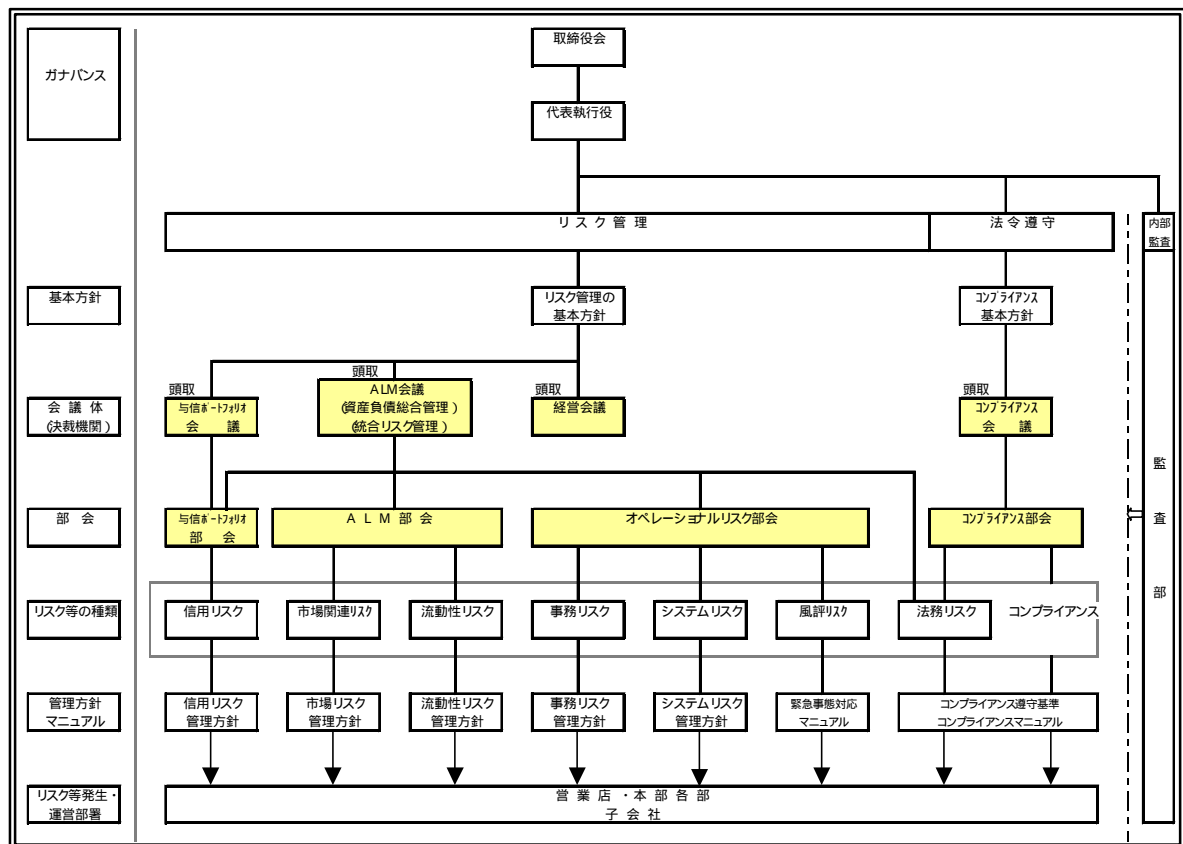 取締役会
ガナバンス
代表執行役
リスク管理
法令遵守
内部
監査
基本方針
リスク管理の
基本方針
コンプライアンス
基本方針
頭取
頭取
頭取
頭取
会議体
(決裁機関)
与信ポートフォリオ
会議
ALM会議
(資産負債総合管理)
(統合リスク管理)
経営会議
コンプライアンス
会議
部会
与信ポートフォリオ
部会
ALM部会
オペレーショナルリスク部会
コンプライアンス部会
監査部
リスク等の種類
信用リスク
市場関連リスク
流動性リスク
事務リスク
システムリスク
風評リスク
法務リスク
コンプライアンス
管理方針
マニュアル
信用リスク
管理方針
市場リスク
管理方針
流動性リスク
管理方針
事務リスク
管理方針
システムリスク
管理方針
緊急事態対応
マニュアル
コンプライアンス遵守基準
コンプライアンスマニュアル
リスク等発生・
運営部署
営業店・本部各部
子会社